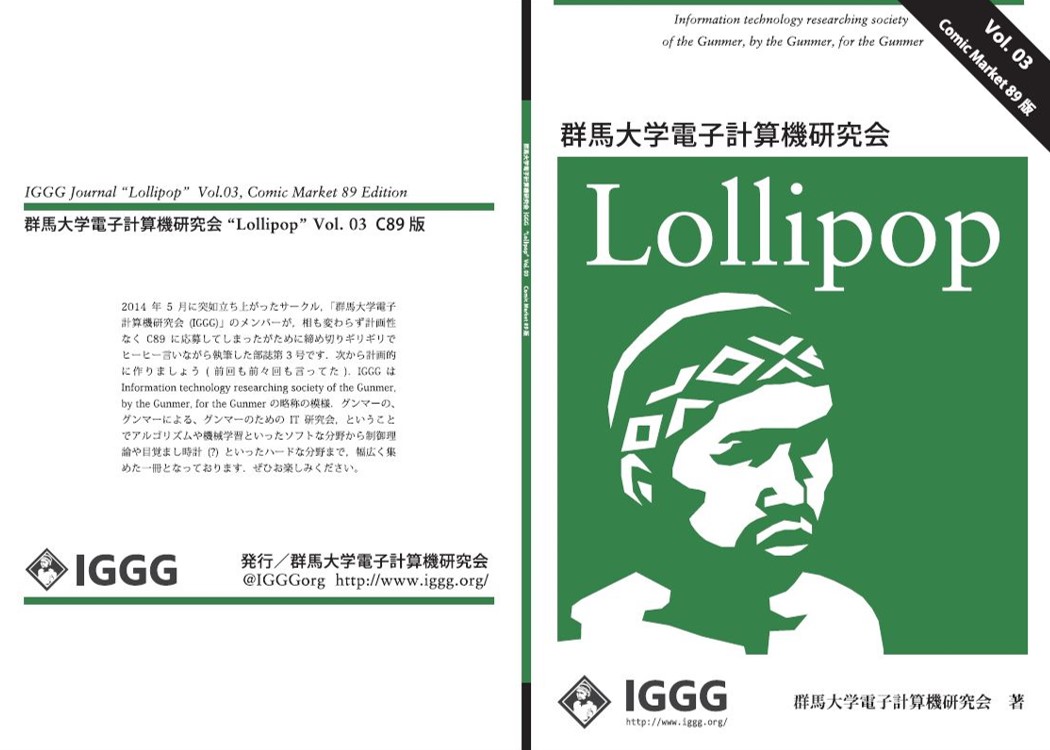 IGGG Journal “Lollipop” Vol.03, Comic Market 89 Edition
群馬大学電子計算機研究会 “Lollipop” Vol. 03 C89 版
2014 年 5 月に突如立ち上がったサークル,「群馬大学電子
計算機研究会 (IGGG)」のメンバーが, 相も変わらず計画性
なく C89 に応募してしまったがために締め切りギリギリで
ヒーヒー言いながら執筆した部誌第 3 号です. 次から計画的
に作りましょう ( 前回も前々回も言ってた ). IGGG は
Information technology researching society of the Gunmer,
by the Gunmer, for the Gunmer の略称の模様. グンマーの、
グンマーによる、グンマーのための IT 研究会, ということ
でアルゴリズムや機械学習といったソフトな分野から制御理
論や目覚まし時計 (?) といったハードな分野まで, 幅広く集
めた一冊となっております. ぜひお楽しみください。
IGGG
発行／群馬大学電子計算機研究会
@IGGGorg http://www.iggg.org/
群馬大学電子計算機研究会 IGGG “Lollipop” Vol. 03 Comic Market 89 版
Information technology researching society
of the Gunmer, by the Gunmer, for the Gunmer
Vol. 03
Comic Market 89 版
群馬大学電子計算機研究会
Lollipop
IGGG
http://www.iggg.org/
群馬大学電子計算機研究会 著